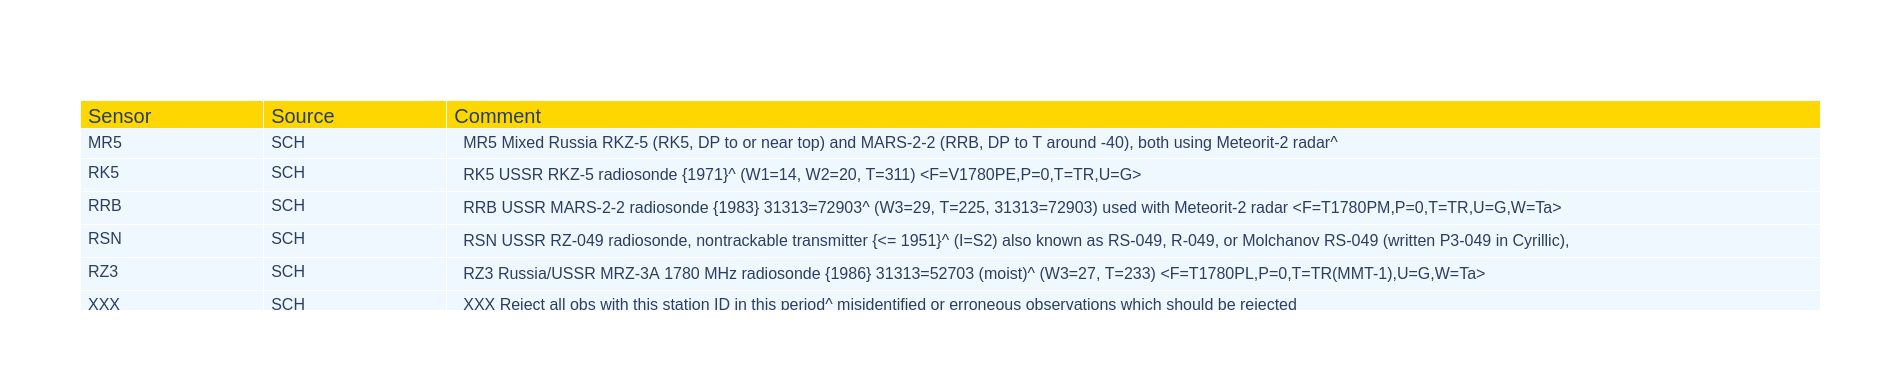 Sensor Source Comment
MR5 SCH MR5 Mixed Russia RKZ-5 (RK5, DP to or near top) and MARS-2-2 (RRB, DP to T around -40), both using Meteorit-2 radar^
RK5 SCH RK5 USSR RKZ-5 radiosonde {1971}^ (W1=14, W2=20, T=311) <F=V1780PE,P=0,T=TR,U=G>
RRB SCH RRB USSR MARS-2-2 radiosonde {1983} 31313=72903^ (W3=29, T=225, 31313=72903) used with Meteorit-2 radar <F=T1780PM,P=0,T=TR,U=G,W=Ta>
RSN SCH RSN USSR RZ-049 radiosonde, nontrackable transmitter {<= 1951}^ (I=S2) also known as RS-049, R-049, or Molchanov RS-049 (written P3-049 in Cyrillic),
RZ3 SCH RZ3 Russia/USSR MRZ-3A 1780 MHz radiosonde {1986} 31313=52703 (moist)^ (W3=27, T=233) <F=T1780PL,P=0,T=TR(MMT-1),U=G,W=Ta>
XXX SCH XXX Reject all obs with this station ID in this period^ misidentified or erroneous observations which should be rejected